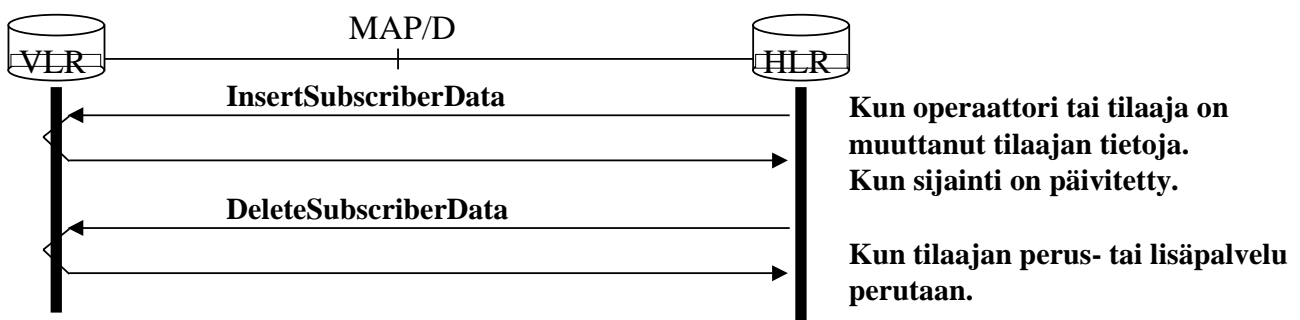 MAP/D
VLR
HLR
InsertSubscriberData
Kun operaattori tai tilaaja on
muuttanut tilaajan tietoja.
Kun sijainti on päivitetty.
DeleteSubscriberData
Kun tilaajan perus- tai lisäpalvelu
perutaan.